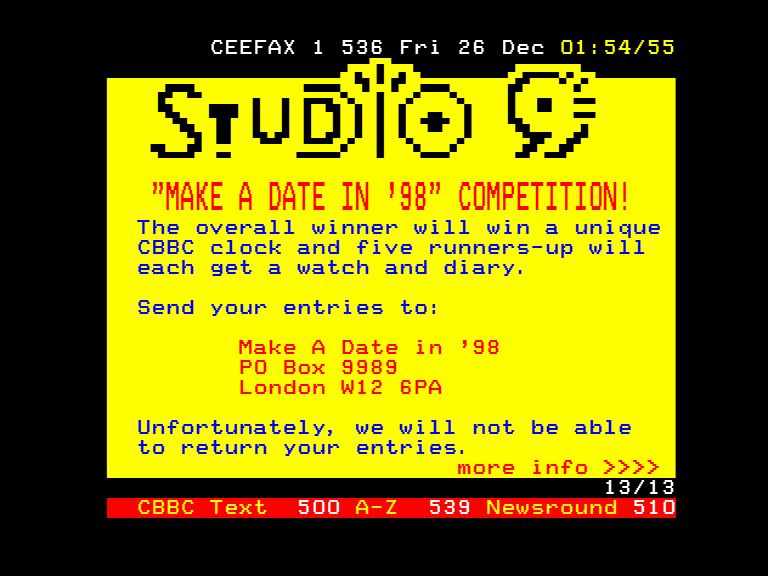 CEEFAX 1 536 Fri 26 Dec 01:54/55
STUDIO 9
"MAKE A DATE IN '98" COMPETITION!
The overall winner will win a unique
CBBC clock and five runners-up will
each get a watch and diary.
Send your entries to:
Make A Date in '98
PO Box 9989
London W12 6PA
Unfortunately, we will not be able
to return your entries.
more info >>>>
13/13
CBBC Text 500 A-Z 539 Newsround 510